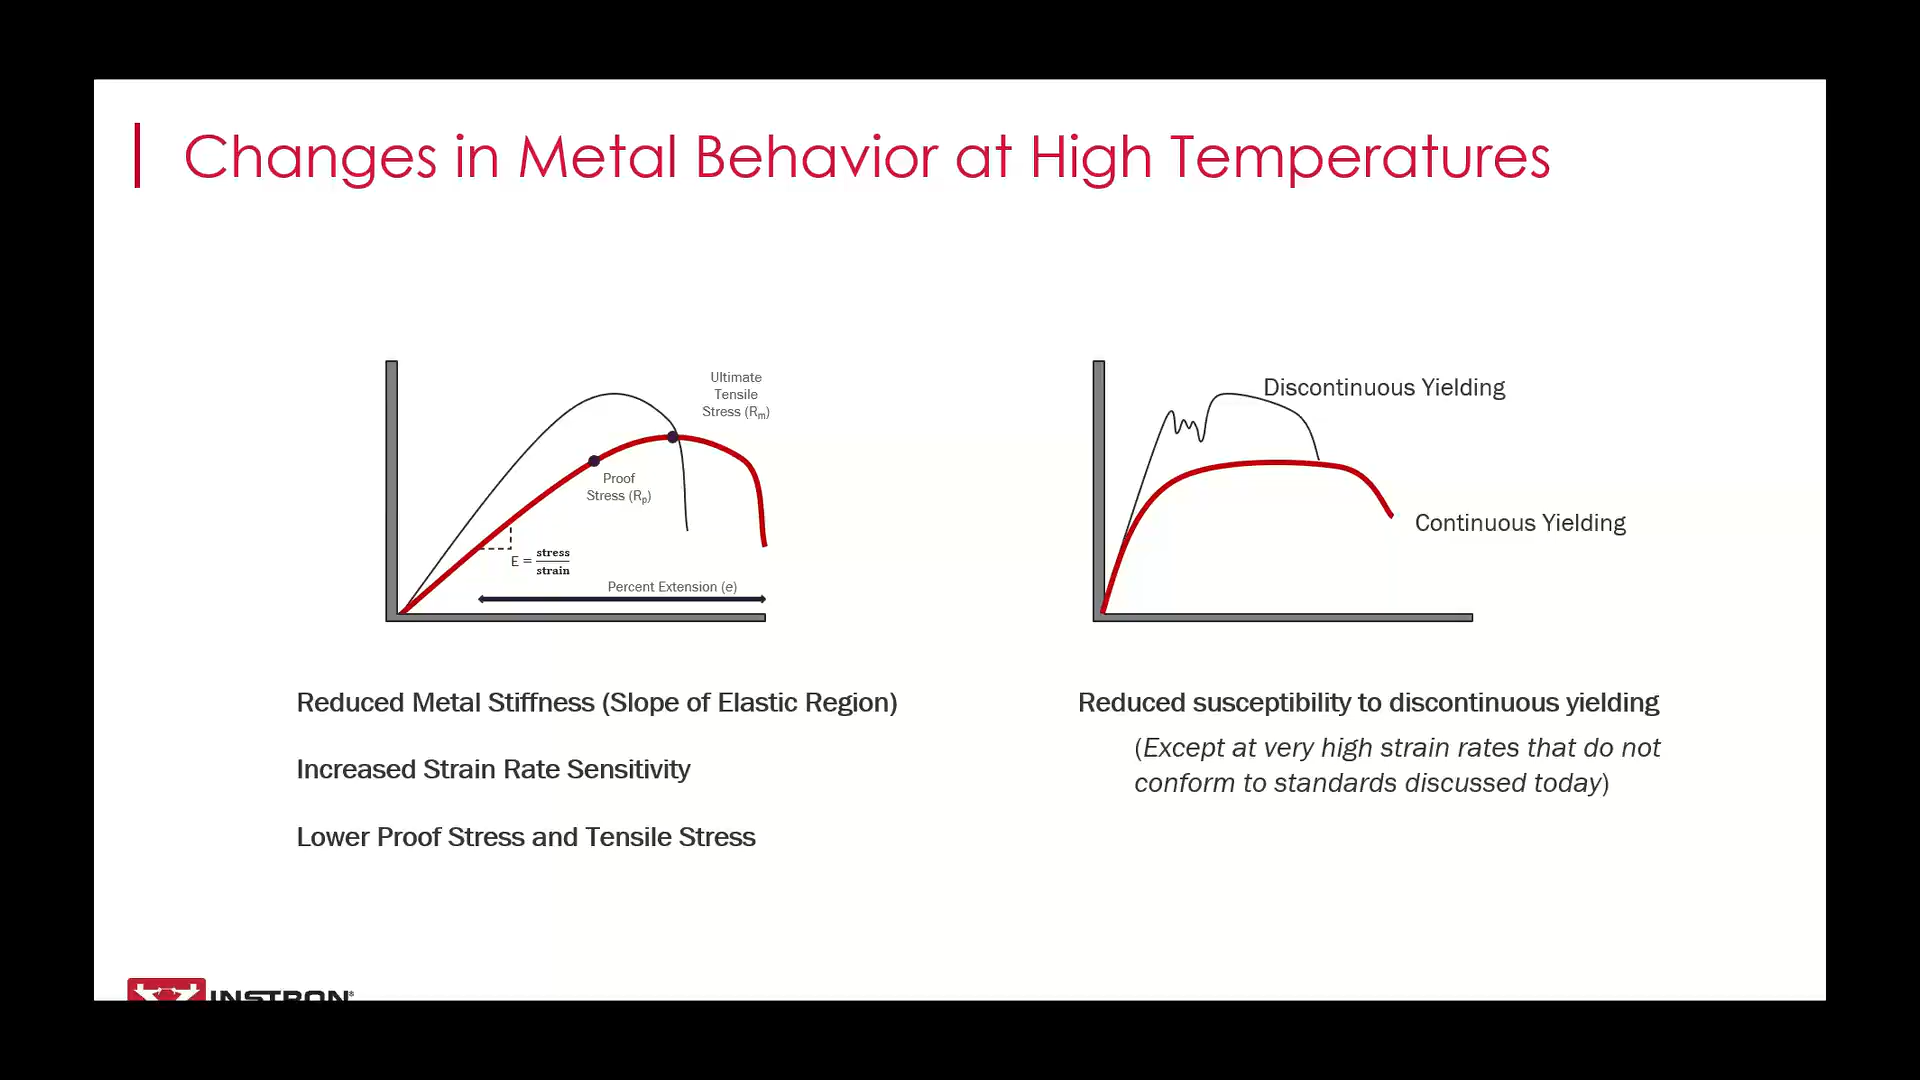 Changes in Metal Behavior at High Temperatures
Ultimate
Tensile
Stress (Rm)
Proof
Stress (Rp)
E = stress
strain
Percent Extension (e)
Discontinuous Yielding
Continuous Yielding
Reduced Metal Stiffness (Slope of Elastic Region)
Increased Strain Rate Sensitivity
Lower Proof Stress and Tensile Stress
Reduced susceptibility to discontinuous yielding
(Except at very high strain rates that do not
conform to standards discussed today)
INSTRON®